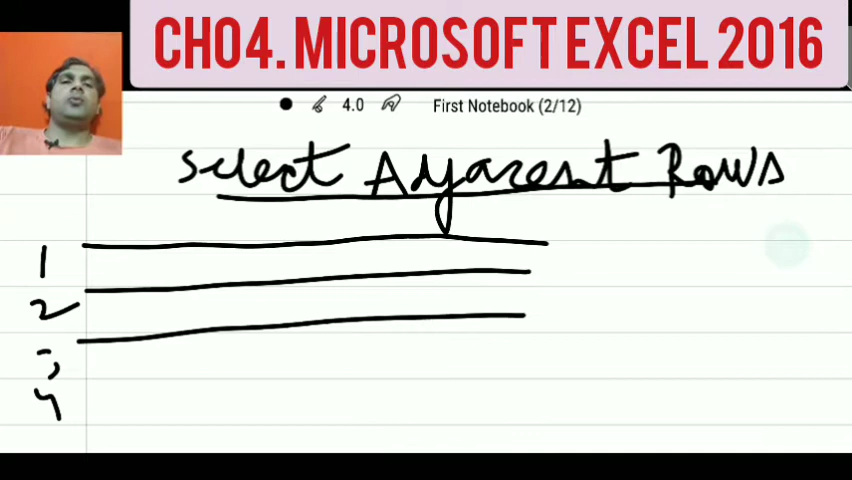 CH04. MICROSOFT EXCEL 2016
4.0 First Notebook (2/12)
Select Adjacent Rows
1
2
3
4